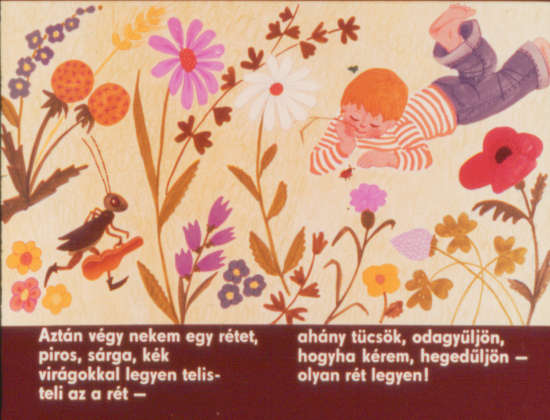 Aztán végy nekem egy rétet,
piros, sárga, kék
virágokkal legyen telis-
teli az a rét —
ahány tücsök, odagyűljön,
hogyha kérem, hegedűljön —
olyan rét legyen!